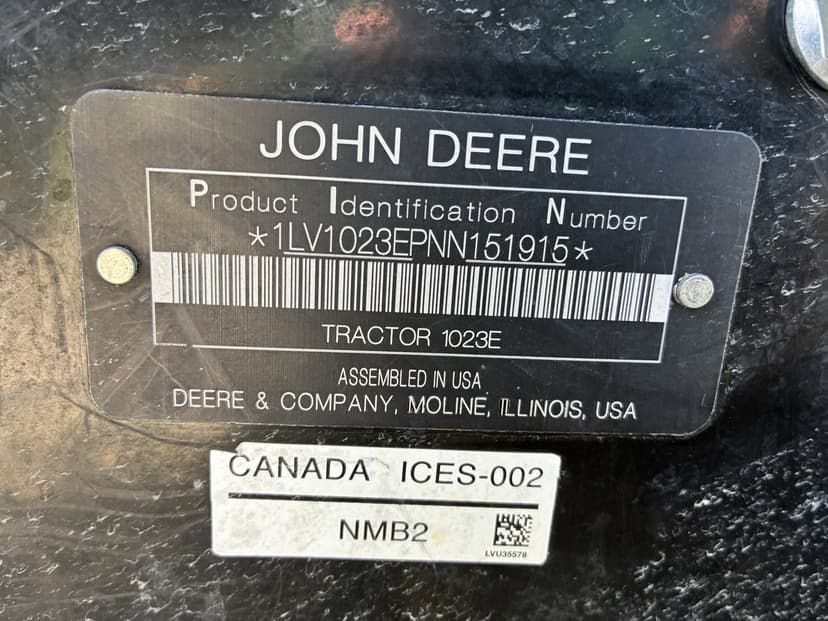 JOHN DEERE
Product Identification Number
*1LV1023EPNN151915*
TRACTOR 1023E
ASSEMBLED IN USA
DEERE & COMPANY, MOLINE, ILLINOIS, USA
CANADA ICES-002
NMB2
LVU35578